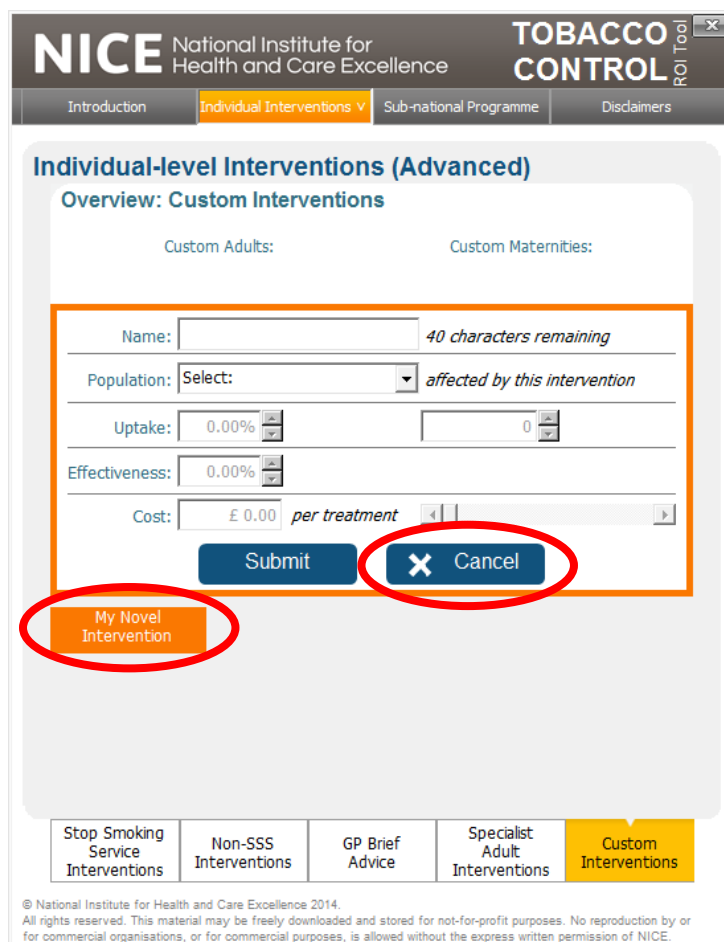 NICE National Institute for
Health and Care Excellence
TOBACCO
CONTROL
ROI Tool
Introduction
Individual Interventions v
Sub-national Programme
Disclaimers
Individual-level Interventions (Advanced)
Overview: Custom Interventions
Custom Adults:
Custom Maternities:
Name:
40 characters remaining
Population: Select:
affected by this intervention
Uptake: 0.00%
0
Effectiveness: 0.00%
Cost: £ 0.00 per treatment
Submit
Cancel
My Novel
Intervention
Stop Smoking
Service
Interventions
Non-SSS
Interventions
GP Brief
Advice
Specialist
Adult
Interventions
Custom
Interventions
© National Institute for Health and Care Excellence 2014.
All rights reserved. This material may be freely downloaded and stored for not-for-profit purposes. No reproduction by or
for commercial organisations, or for commercial purposes, is allowed without the express written permission of NICE.